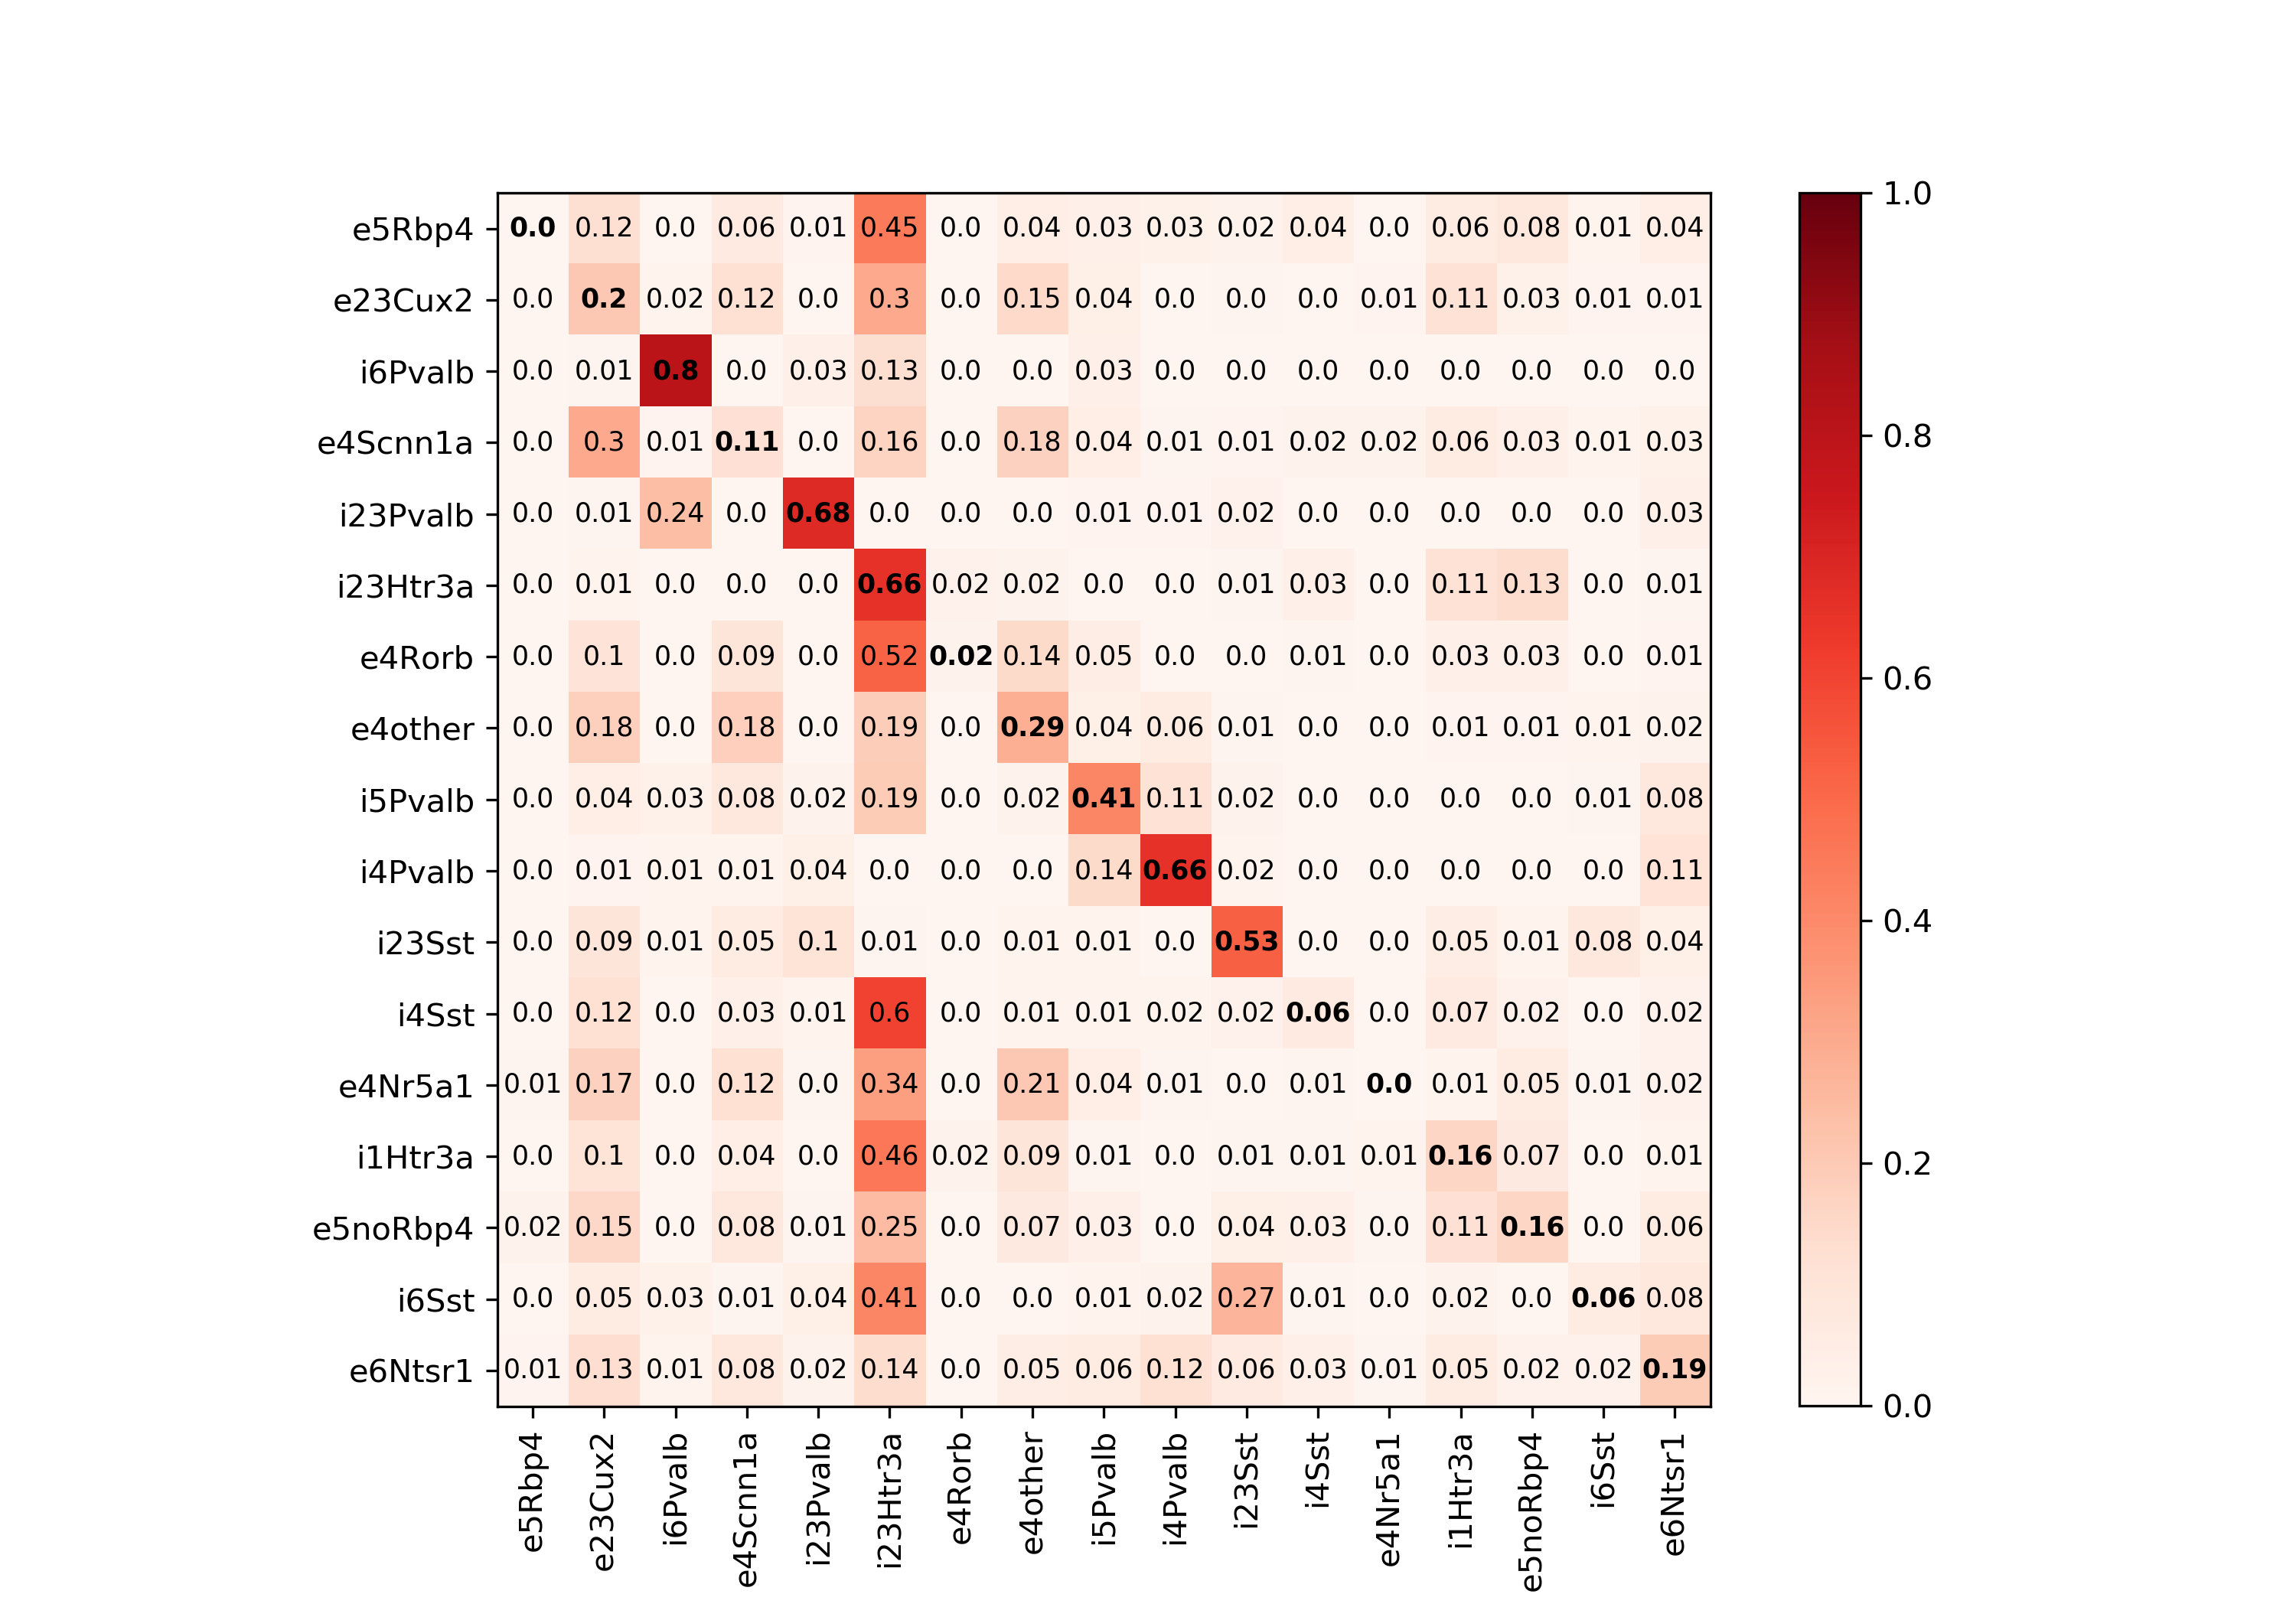 e5Rbp4 0.0 0.12 0.0 0.06 0.01 0.45 0.0 0.04 0.03 0.03 0.02 0.04 0.0 0.06 0.08 0.01 0.04
e23Cux2 0.0 0.2 0.02 0.12 0.0 0.3 0.0 0.15 0.04 0.0 0.0 0.0 0.01 0.11 0.03 0.01 0.01
i6Pvalb 0.0 0.01 0.8 0.0 0.03 0.13 0.0 0.0 0.03 0.0 0.0 0.0 0.0 0.0 0.0 0.0 0.0
e4Scnn1a 0.0 0.3 0.01 0.11 0.0 0.16 0.0 0.18 0.04 0.01 0.01 0.02 0.02 0.06 0.03 0.01 0.03
i23Pvalb 0.0 0.01 0.24 0.0 0.68 0.0 0.0 0.0 0.01 0.01 0.02 0.0 0.0 0.0 0.0 0.0 0.03
i23Htr3a 0.0 0.01 0.0 0.0 0.0 0.66 0.02 0.02 0.0 0.0 0.01 0.03 0.0 0.11 0.13 0.0 0.01
e4Rorb 0.0 0.1 0.0 0.09 0.0 0.52 0.02 0.14 0.05 0.0 0.0 0.01 0.0 0.03 0.03 0.0 0.01
e4other 0.0 0.18 0.0 0.18 0.0 0.19 0.0 0.29 0.04 0.06 0.01 0.0 0.0 0.01 0.01 0.01 0.02
i5Pvalb 0.0 0.04 0.03 0.08 0.02 0.19 0.0 0.02 0.41 0.11 0.02 0.0 0.0 0.0 0.0 0.01 0.08
i4Pvalb 0.0 0.01 0.01 0.01 0.04 0.0 0.0 0.0 0.14 0.66 0.02 0.0 0.0 0.0 0.0 0.0 0.11
i23Sst 0.0 0.09 0.01 0.05 0.1 0.01 0.0 0.01 0.01 0.0 0.53 0.0 0.0 0.05 0.01 0.08 0.04
i4Sst 0.0 0.12 0.0 0.03 0.01 0.6 0.0 0.01 0.01 0.02 0.02 0.06 0.0 0.07 0.02 0.0 0.02
e4Nr5a1 0.01 0.17 0.0 0.12 0.0 0.34 0.0 0.21 0.04 0.01 0.0 0.01 0.0 0.01 0.05 0.01 0.02
i1Htr3a 0.0 0.1 0.0 0.04 0.0 0.46 0.02 0.09 0.01 0.0 0.01 0.01 0.01 0.16 0.07 0.0 0.01
e5noRbp4 0.02 0.15 0.0 0.08 0.01 0.25 0.0 0.07 0.03 0.0 0.04 0.03 0.0 0.11 0.16 0.0 0.06
i6Sst 0.0 0.05 0.03 0.01 0.04 0.41 0.0 0.0 0.01 0.02 0.27 0.01 0.0 0.02 0.0 0.06 0.08
e6Ntsr1 0.01 0.13 0.01 0.08 0.02 0.14 0.0 0.05 0.06 0.12 0.06 0.03 0.01 0.05 0.02 0.02 0.19
e5Rbp4
e23Cux2
i6Pvalb
e4Scnn1a
i23Pvalb
i23Htr3a
e4Rorb
e4other
i5Pvalb
i4Pvalb
i23Sst
i4Sst
e4Nr5a1
i1Htr3a
e5noRbp4
i6Sst
e6Ntsr1
1.0
0.8
0.6
0.4
0.2
0.0